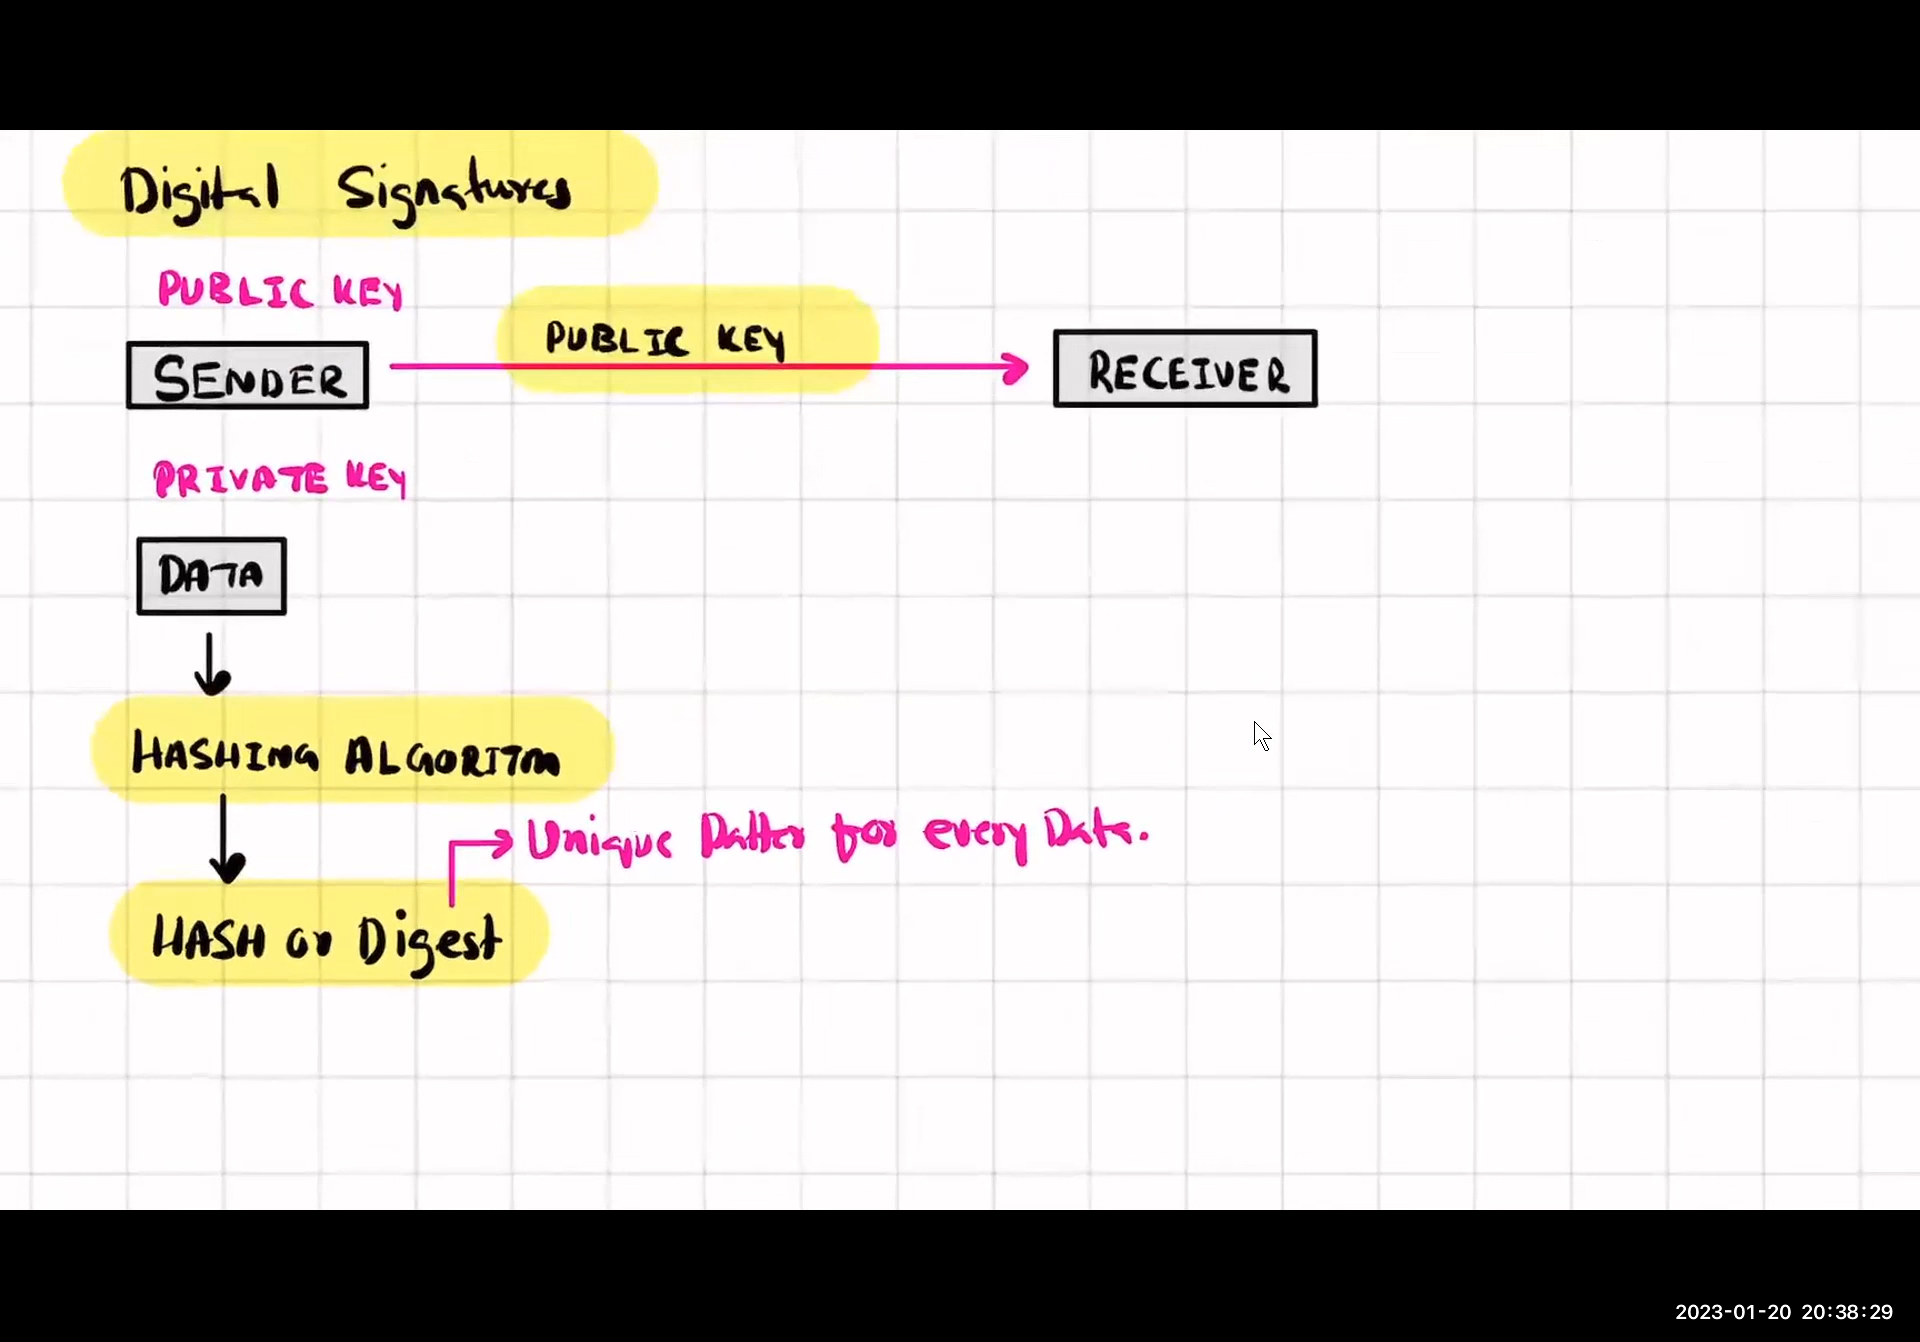 Digital Signatures
PUBLIC KEY
PUBLIC KEY
SENDER
RECEIVER
PRIVATE KEY
DATA
HASHING ALGORITM
Unique Datter for every Data.
HASH or Digest
2023-01-20 20:38:29